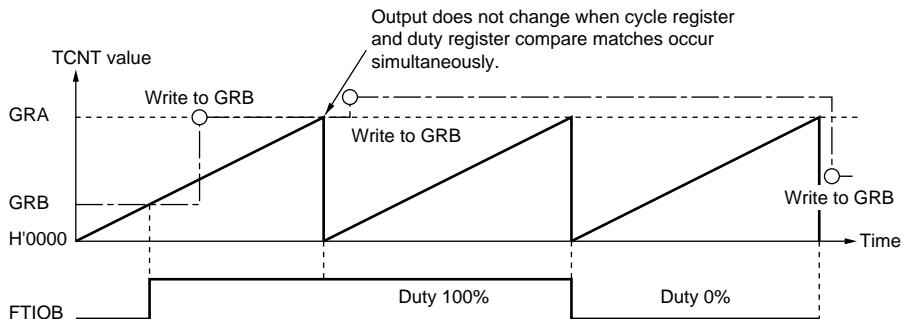 Output does not change when cycle register
and duty register compare matches occur
simultaneously.
TCNT value
Write to GRB
GRA
Write to GRB
GRB
Write to GRB
H'0000
Time
Duty 100%
Duty 0%
FTIOB